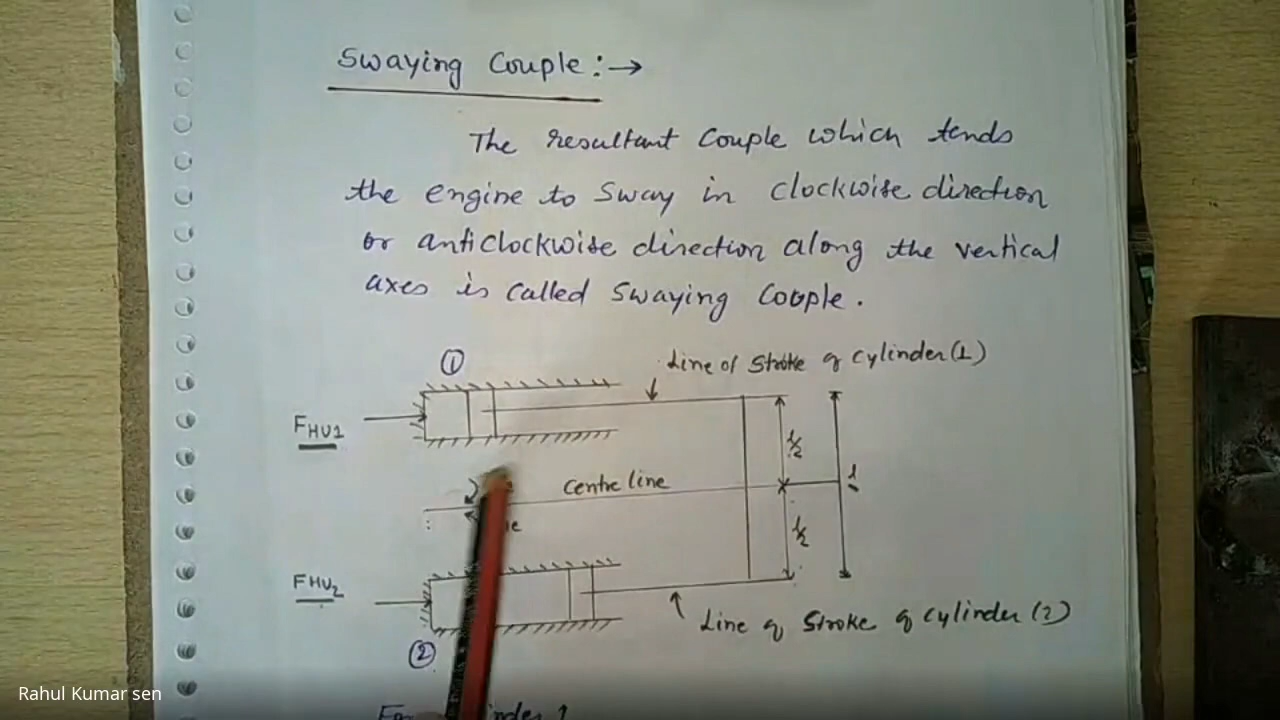 Swaying Couple :→
The resultant Couple which tends
the engine to Sway in Clockwise direction
or anticlockwise direction along the vertical
axes is called Swaying Couple.
①
Line of Stroke of Cylinder (1)
FHU1
l/2
Centre line
l
l/2
FHU2
Line of Stroke of Cylinder (2)
②
Rahul Kumar sen